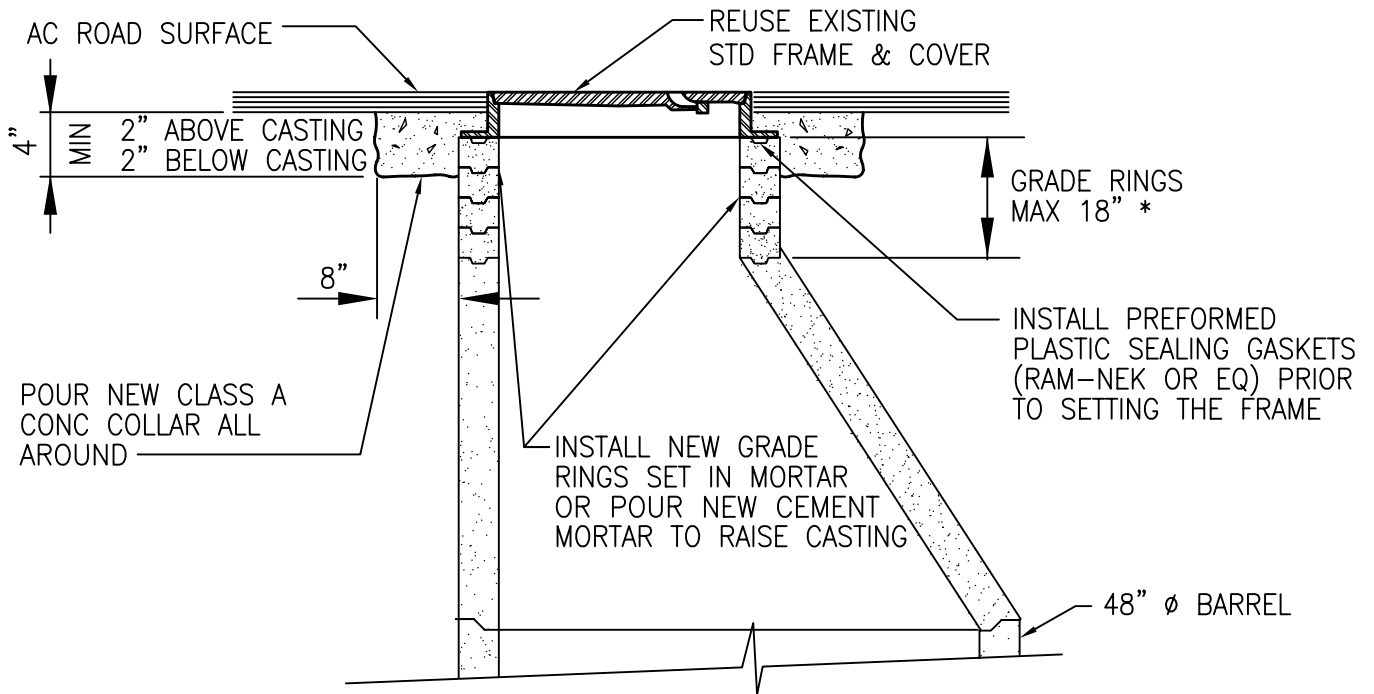 AC ROAD SURFACE
REUSE EXISTING
STD FRAME & COVER
4"
MIN
2" ABOVE CASTING
2" BELOW CASTING
GRADE RINGS
MAX 18" *
8"
INSTALL PREFORMED
PLASTIC SEALING GASKETS
(RAM-NEK OR EQ) PRIOR
TO SETTING THE FRAME
POUR NEW CLASS A
CONC COLLAR ALL
AROUND
INSTALL NEW GRADE
RINGS SET IN MORTAR
OR POUR NEW CEMENT
MORTAR TO RAISE CASTING
48" Ø BARREL